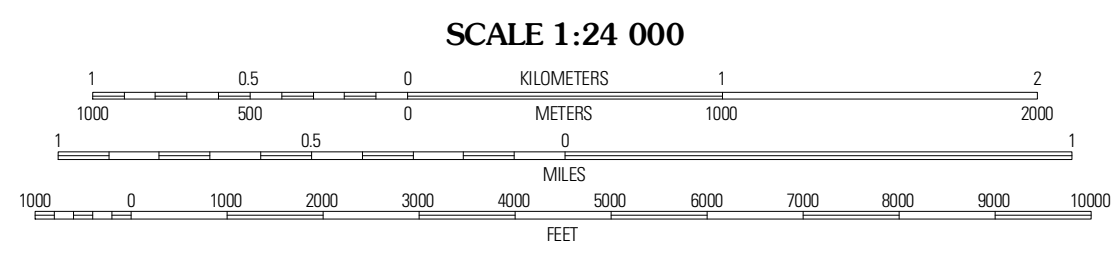 SCALE 1:24 000
1 0.5 0 KILOMETERS 1 2
1000 500 0 METERS 1000 2000
1 0.5 0 1
MILES
1000 0 1000 2000 3000 4000 5000 6000 7000 8000 9000 10000
FEET